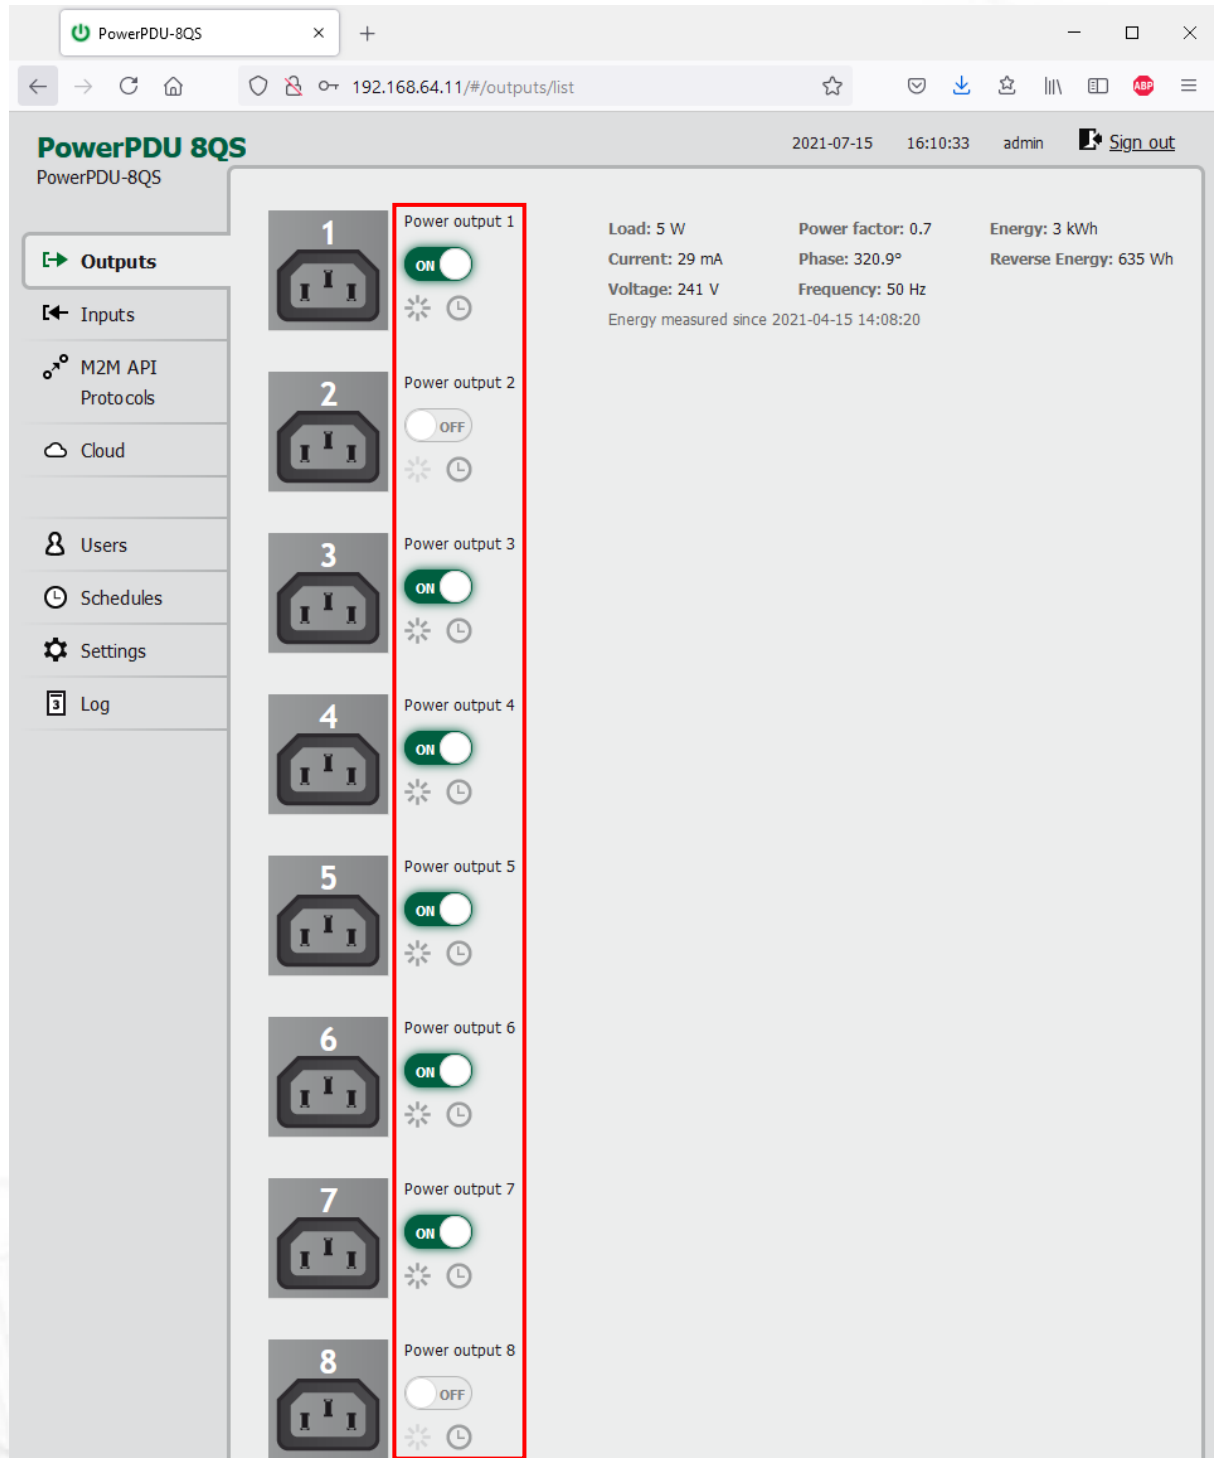 PowerPDU-8QS
192.168.64.11/#/outputs/list
ABP
PowerPDU 8QS
2021-07-15 16:10:33 admin Sign out
PowerPDU-8QS
Outputs
Inputs
M2M API
Protocols
Cloud
Users
Schedules
Settings
3 Log
1
Power output 1
ON
Load: 5 W Power factor: 0.7 Energy: 3 kWh
Current: 29 mA Phase: 320.9° Reverse Energy: 635 Wh
Voltage: 241 V Frequency: 50 Hz
Energy measured since 2021-04-15 14:08:20
2
Power output 2
OFF
3
Power output 3
ON
4
Power output 4
ON
5
Power output 5
ON
6
Power output 6
ON
7
Power output 7
ON
8
Power output 8
OFF